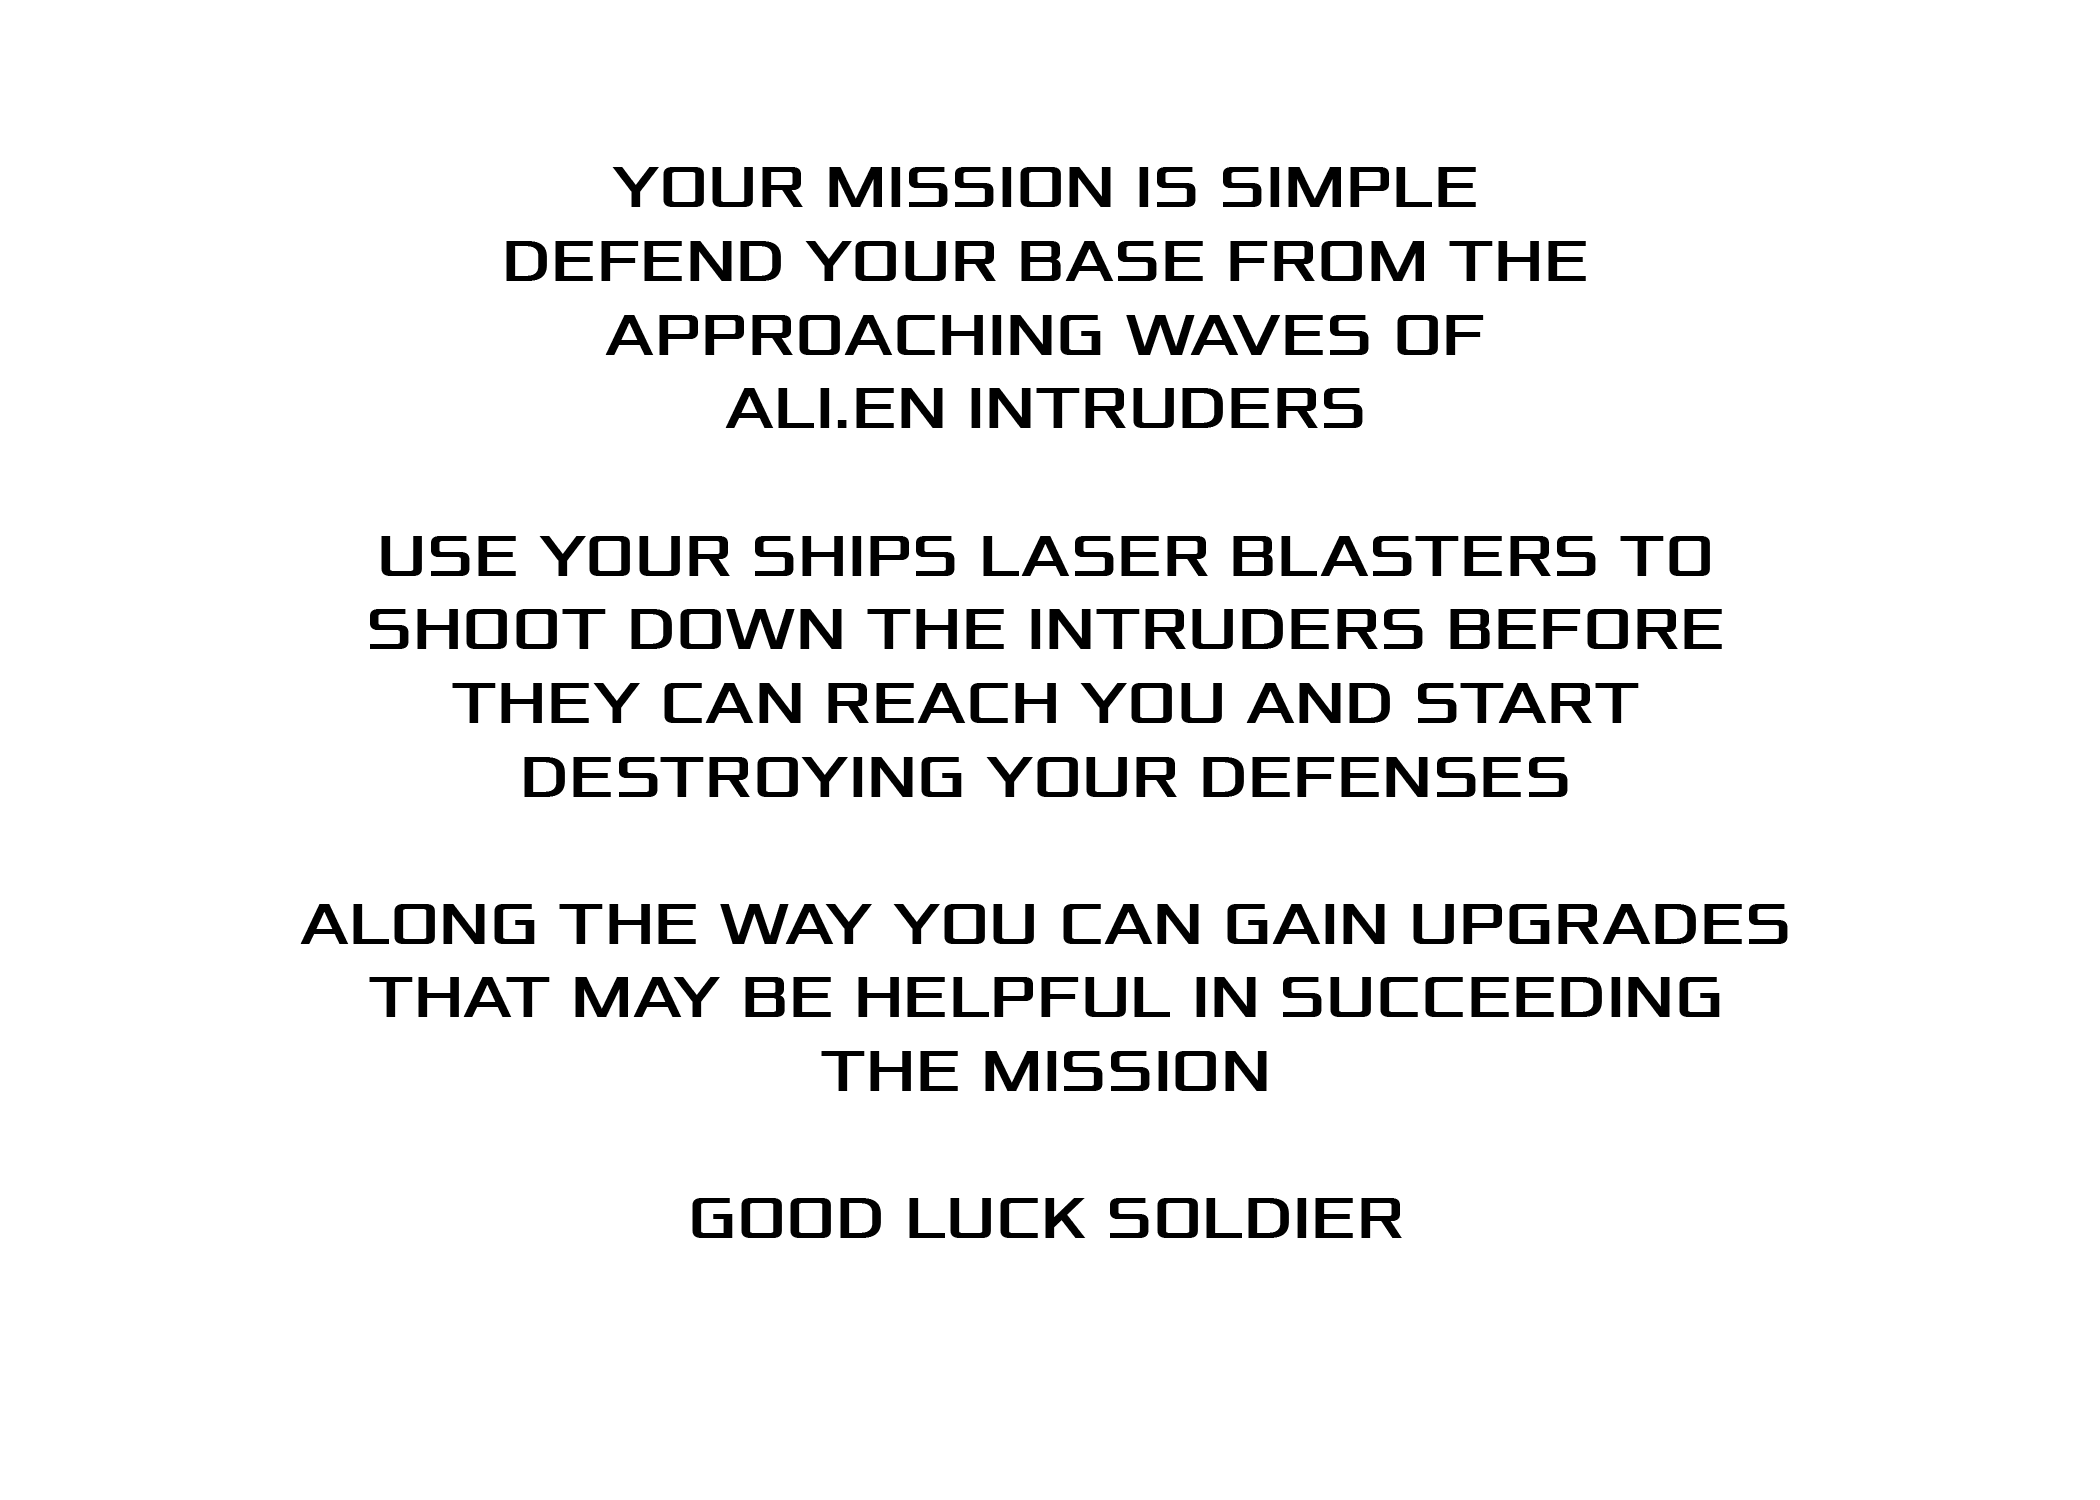 YOUR MISSION IS SIMPLE
DEFEND YOUR BASE FROM THE
APPROACHING WAVES OF
ALI.EN INTRUDERS
USE YOUR SHIPS LASER BLASTERS TO
SHOOT DOWN THE INTRUDERS BEFORE
THEY CAN REACH YOU AND START
DESTROYING YOUR DEFENSES
ALONG THE WAY YOU CAN GAIN UPGRADES
THAT MAY BE HELPFUL IN SUCCEEDING
THE MISSION
GOOD LUCK SOLDIER